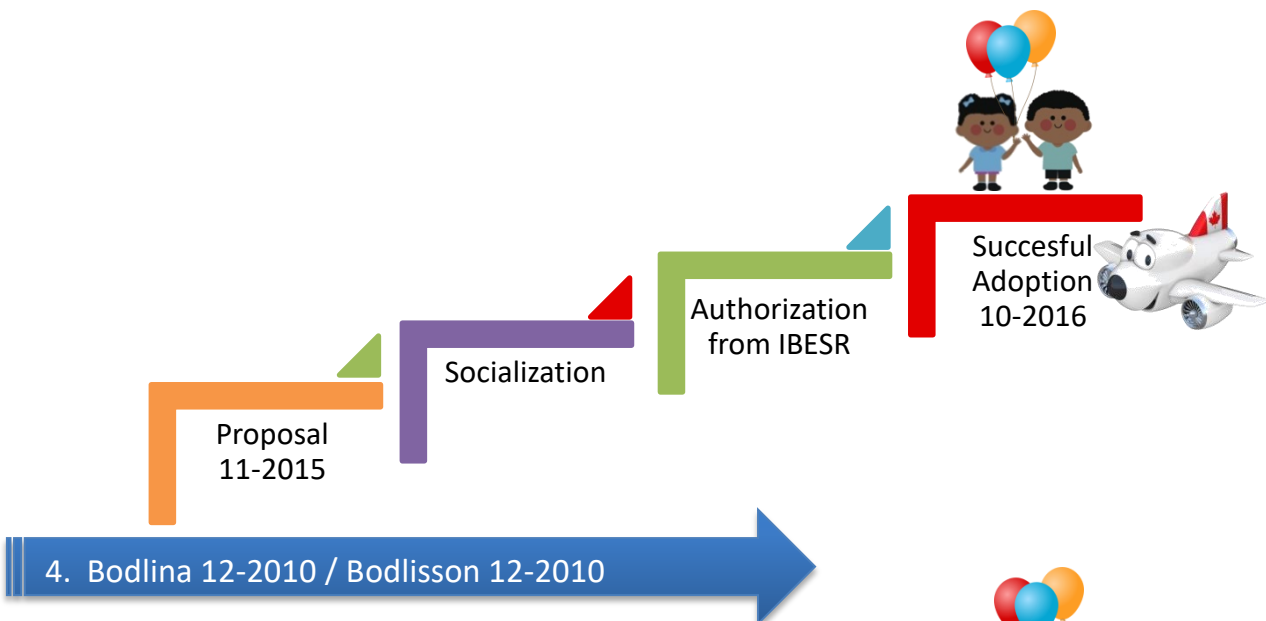 Succesful
Adoption
10-2016
Authorization
from IBESR
Socialization
Proposal
11-2015
4. Bodlina 12-2010 / Bodlisson 12-2010